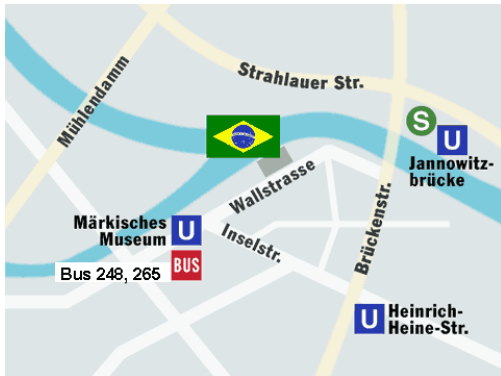 Mühlendamm
Strahlauer Str.
S
U
Jannowitz-
brücke
Wallstrasse
Märkisches
Museum
U
Inselstr.
Brückenstr.
Bus 248, 265
BUS
U
Heinrich-
Heine-Str.